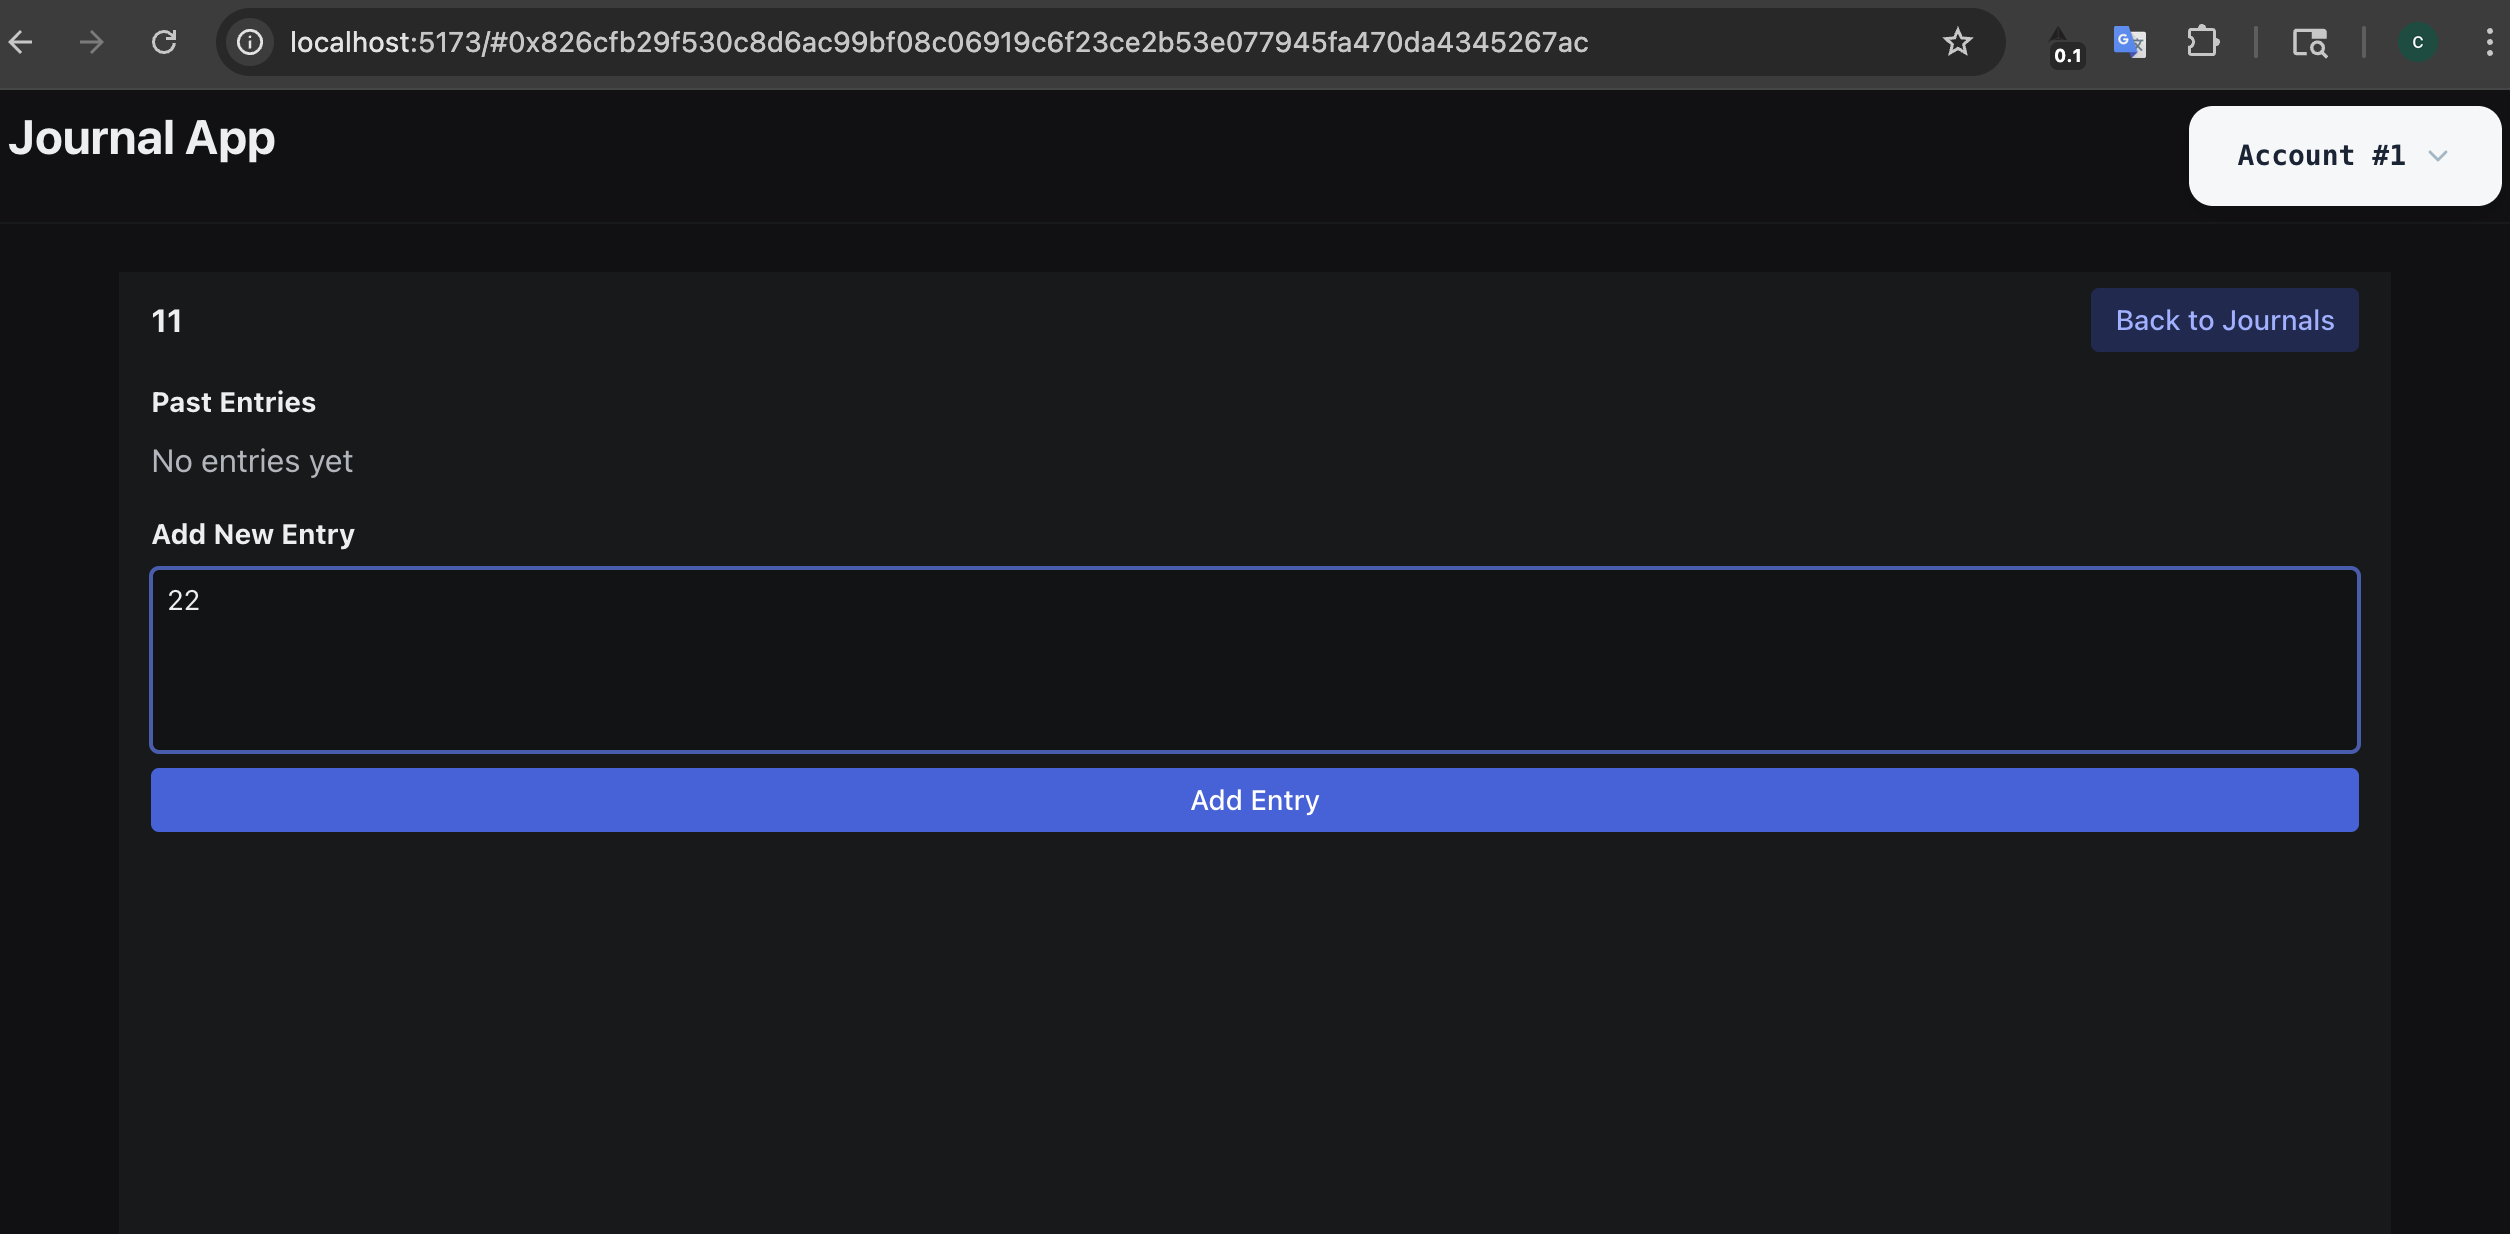 localhost:5173/#0x826cfb29f530c8d6ac99bf08c06919c6f23ce2b53e077945fa470da4345267ac
0.1
G 文
C
Journal App
Account #1
11
Back to Journals
Past Entries
No entries yet
Add New Entry
22
Add Entry